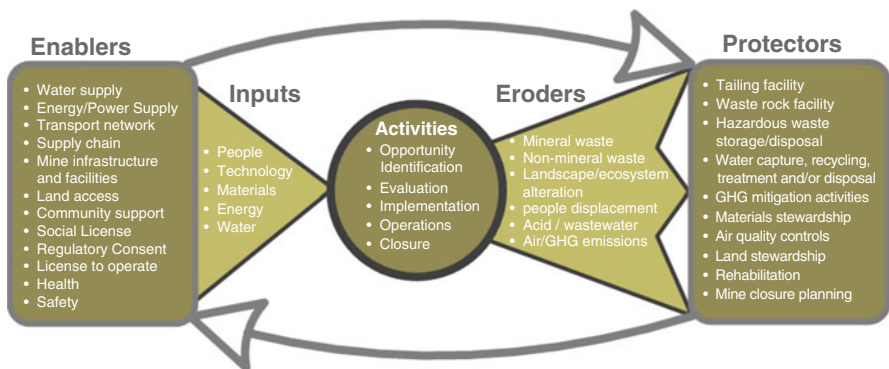 Enablers
• Water supply
• Energy/Power Supply
• Transport network
• Supply chain
• Mine infrastructure
and facilities
• Land access
• Community support
• Social License
• Regulatory Consent
• License to operate
• Health
• Safety
Inputs
• People
• Technology
• Materials
• Energy
• Water
Activities
• Opportunity
Identification
• Evaluation
• Implementation
• Operations
• Closure
Eroders
• Mineral waste
• Non-mineral waste
• Landscape/ecosystem
alteration
• people displacement
• Acid / wastewater
• Air/GHG emissions
Protectors
• Tailing facility
• Waste rock facility
• Hazardous waste
storage/disposal
• Water capture, recycling,
treatment and/or disposal
• GHG mitigation activities
• Materials stewardship
• Air quality controls
• Land stewardship
• Rehabilitation
• Mine closure planning